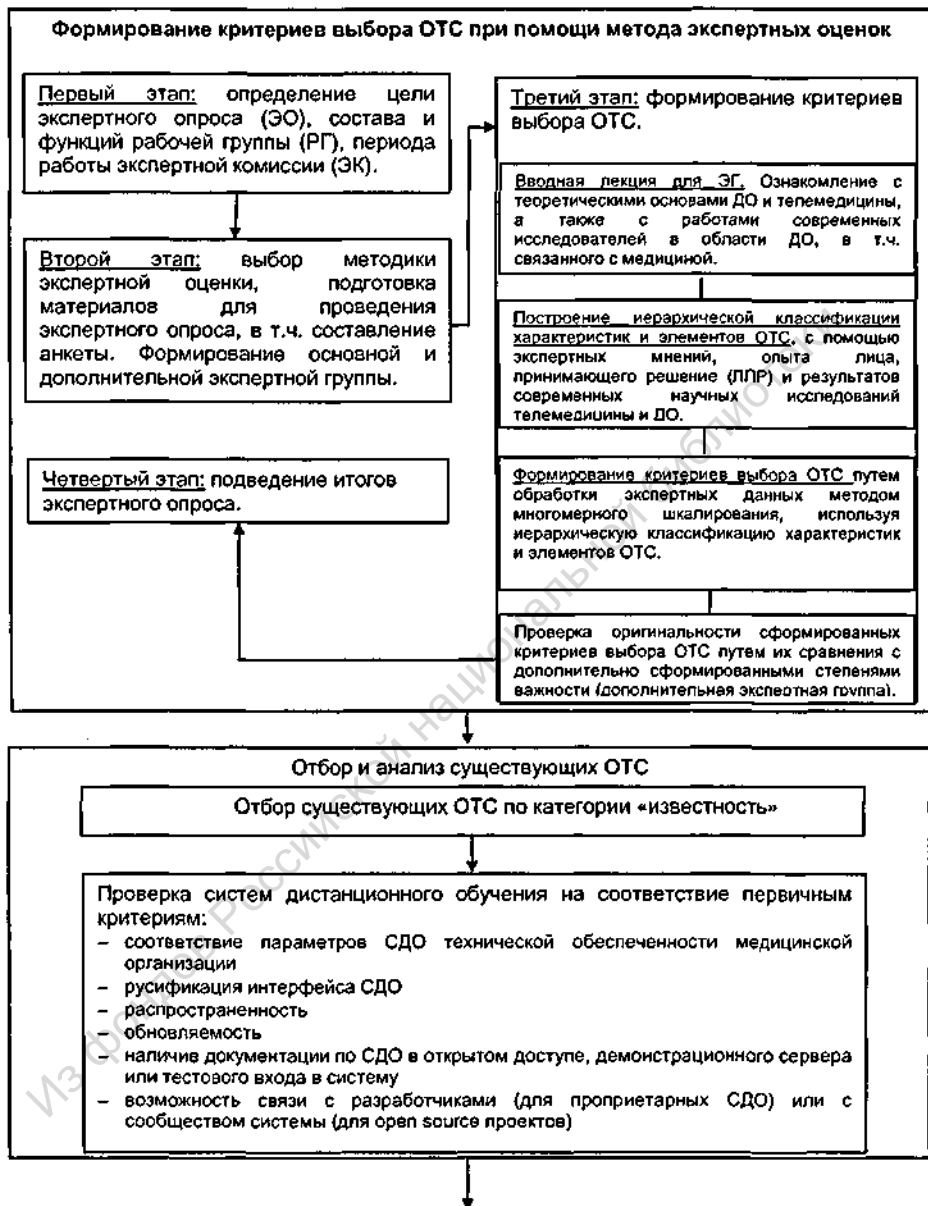 Формирование критериев выбора ОТС при помощи метода экспертных оценок
Первый этап: определение цели
экспертного опроса (ЭО), состава и
функций рабочей группы (РГ), периода
работы экспертной комиссии (ЭК).
Второй этап: выбор методики
экспертной оценки, подготовка
материалов для проведения
экспертного опроса, в т.ч. составление
анкеты. Формирование основной и
дополнительной экспертной группы.
Третий этап: формирование критериев
выбора ОТС.
Вводная лекция для ЭГ. Ознакомление с
теоретическими основами ДО и телемедицины,
а также с работами современных
исследователей в области ДО, в т.ч.
связанного с медициной.
Построение иерархической классификации
характеристик и элементов ОТС, с помощью
экспертных мнений, опыта лица,
принимающего решение (ЛПР) и результатов
современных научных исследований
телемедицины и ДО.
Формирование критериев выбора ОТС путем
обработки экспертных данных методом
многомерного шкалирования, используя
иерархическую классификацию характеристик
и элементов ОТС.
Проверка оригинальности сформированных
критериев выбора ОТС путем их сравнения с
дополнительно сформированными степенями
важности (дополнительная экспертная группа).
Четвертый этап: подведение итогов
экспертного опроса.
Отбор и анализ существующих ОТС
Отбор существующих ОТС по категории «известность»
Проверка систем дистанционного обучения на соответствие первичным
критериям:
– соответствие параметров СДО технической обеспеченности медицинской
организации
– русификация интерфейса СДО
– распространенность
– обновляемость
– наличие документации по СДО в открытом доступе, демонстрационного сервера
или тестового входа в систему
– возможность связи с разработчиками (для проприетарных СДО) или с
сообществом системы (для open source проектов)
Из фондов Российской национальной библиотеки